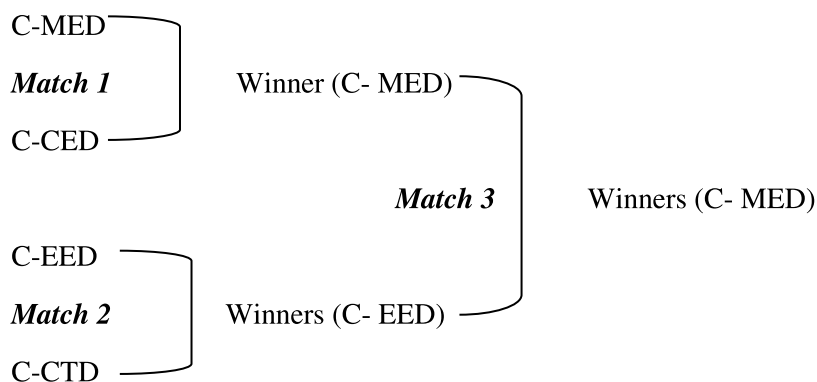 C-MED
Match 1
Winner (C- MED)
C-CED
Match 3
Winners (C- MED)
C-EED
Match 2
Winners (C- EED)
C-CTD